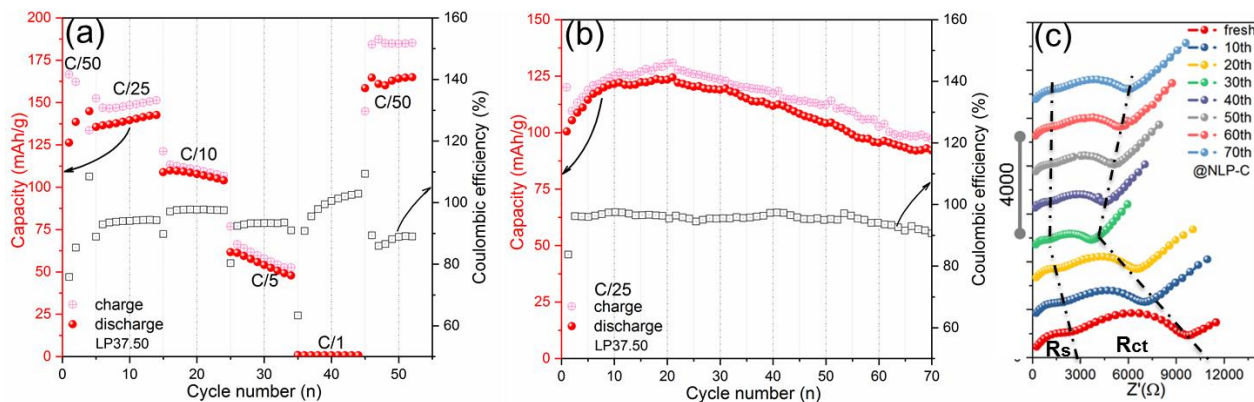 (a)
200
175
150
125
100
75
50
25
0
Capacity (mAh/g)
C/50
C/25
C/10
C/5
C/1
C/50
charge
discharge
LP37.50
0
10
20
30
40
50
Cycle number (n)
160
140
120
100
80
60
Coulombic efficiency (%)
(b)
150
125
100
75
50
25
0
Capacity (mAh/g)
C/25
charge
discharge
LP37.50
0
10
20
30
40
50
60
70
Cycle number (n)
160
140
120
100
80
60
Coulombic efficiency (%)
(c)
fresh
10th
20th
30th
40th
50th
60th
70th
@NLP-C
4000
Rs
Rct
0
3000
6000
9000
12000
Z'(Ω)